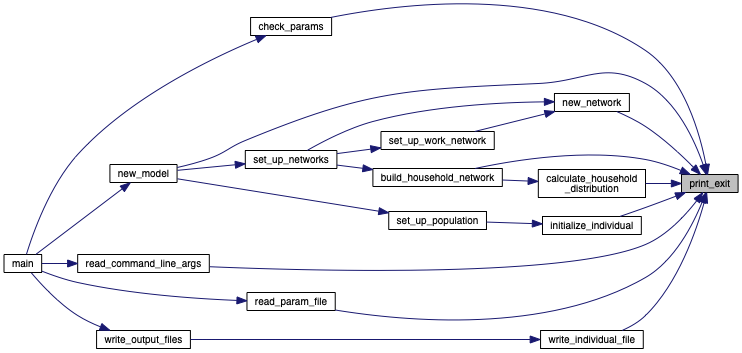 check_params
new_network
set_up_work_network
set_up_networks
new_model
build_household_network
calculate_household
_distribution
print_exit
set_up_population
initialize_individual
main
read_command_line_args
read_param_file
write_output_files
write_individual_file